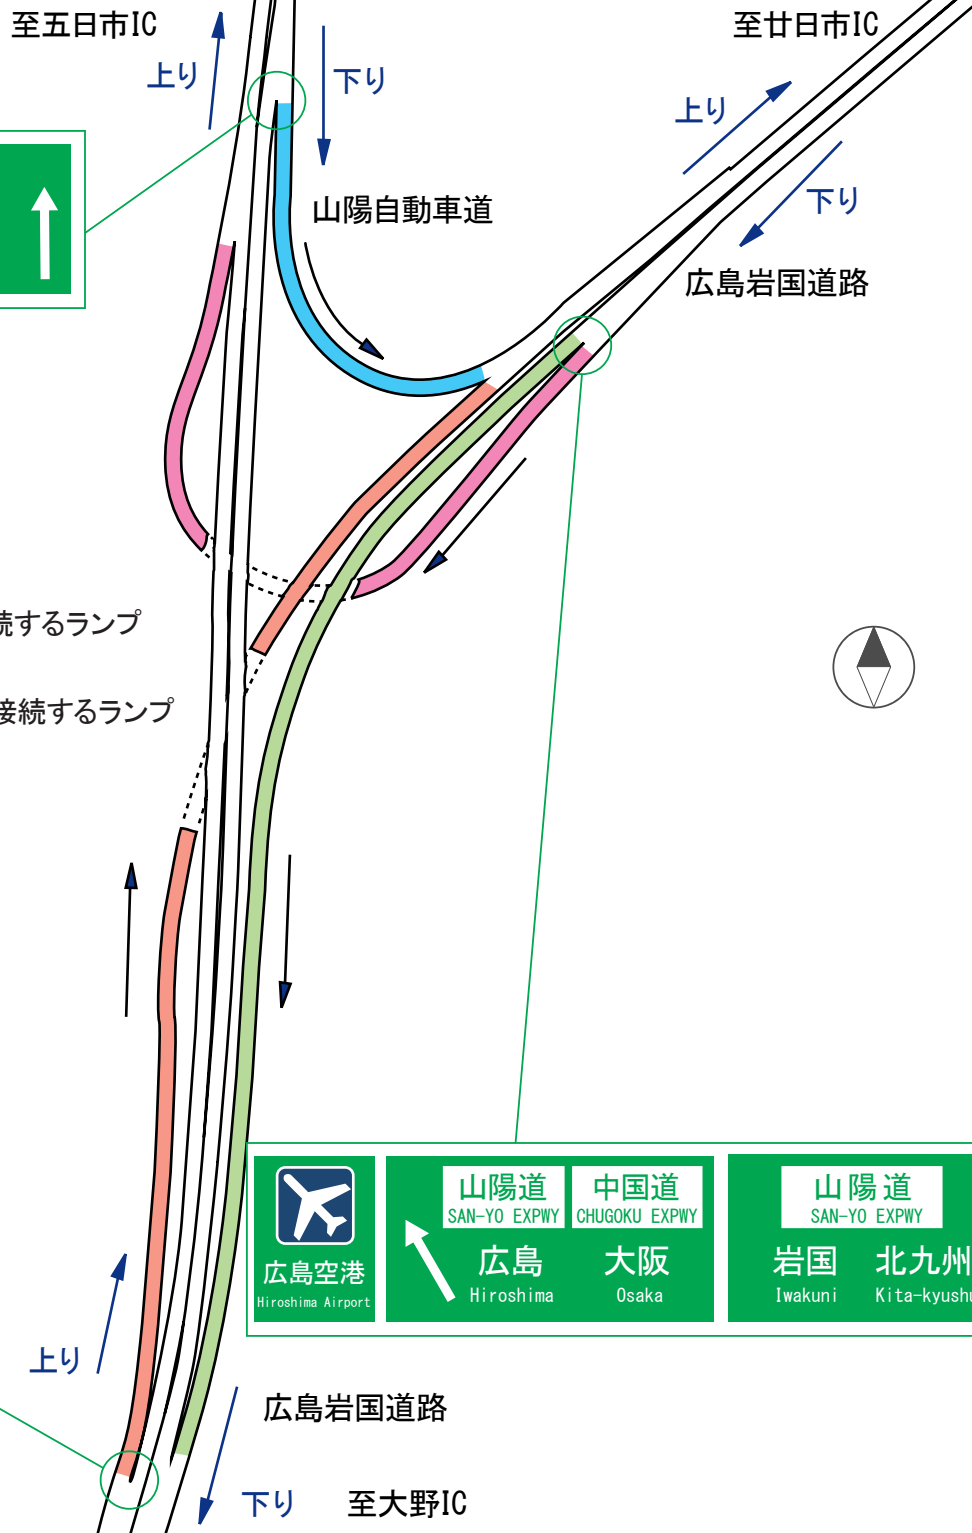 至五日市IC
至廿日市IC
上り
下り
上り
下り
山陽自動車道
広島岩国道路
続するランプ
接続するランプ
山陽道
SAN-YO EXPWY
中国道
CHUGOKU EXPWY
山陽道
SAN-YO EXPWY
広島空港
Hiroshima Airport
広島
Hiroshima
大阪
Osaka
岩国
Iwakuni
北九州
Kita-kyushu
上り
広島岩国道路
下り
至大野IC